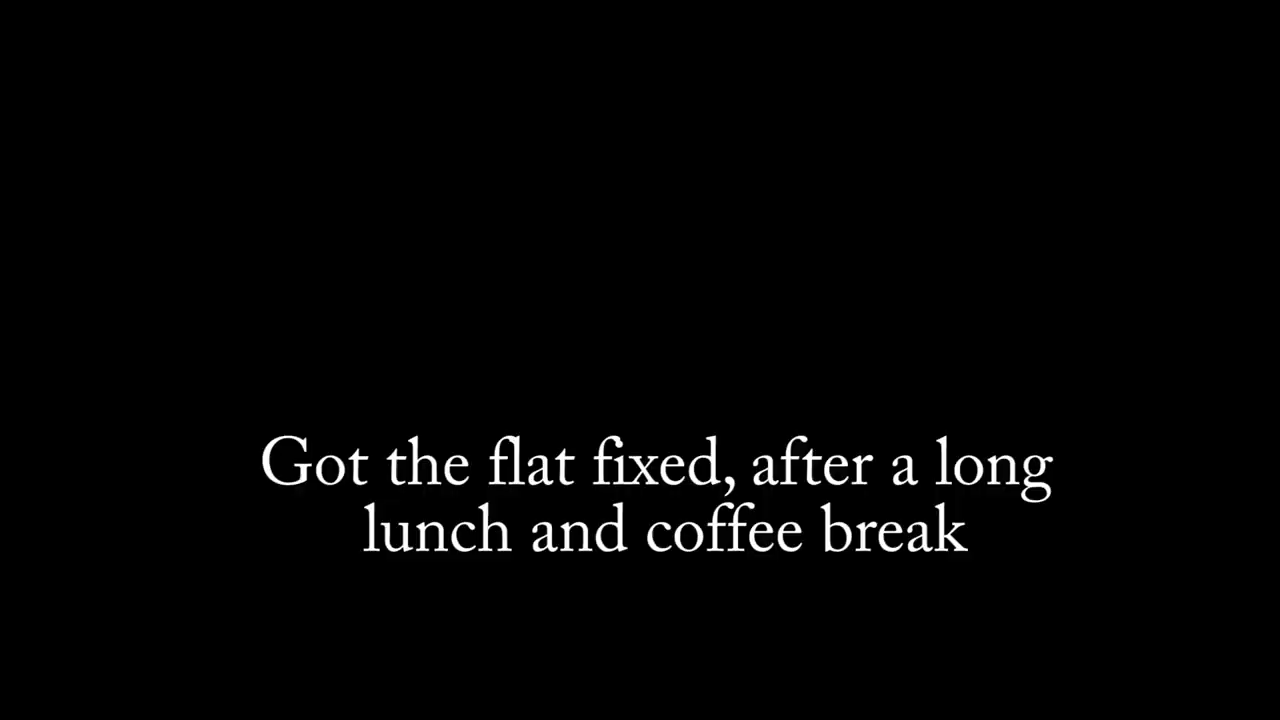 Got the flat fixed, after a long
lunch and coffee break